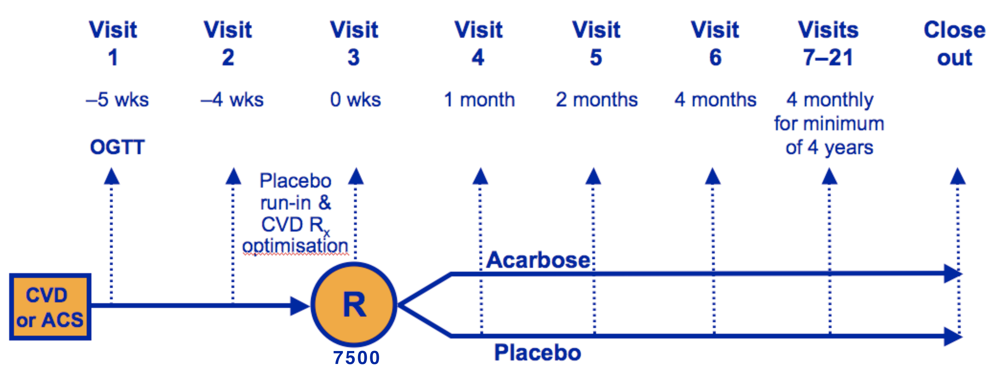 Visit
1
Visit
2
Visit
3
Visit
4
Visit
5
Visit
6
Visits
7–21
Close
out
–5 wks
–4 wks
0 wks
1 month
2 months
4 months
4 monthly
for minimum
of 4 years
OGTT
Placebo
run-in &
CVD Rx
optimisation
Acarbose
CVD
or ACS
R
7500
Placebo